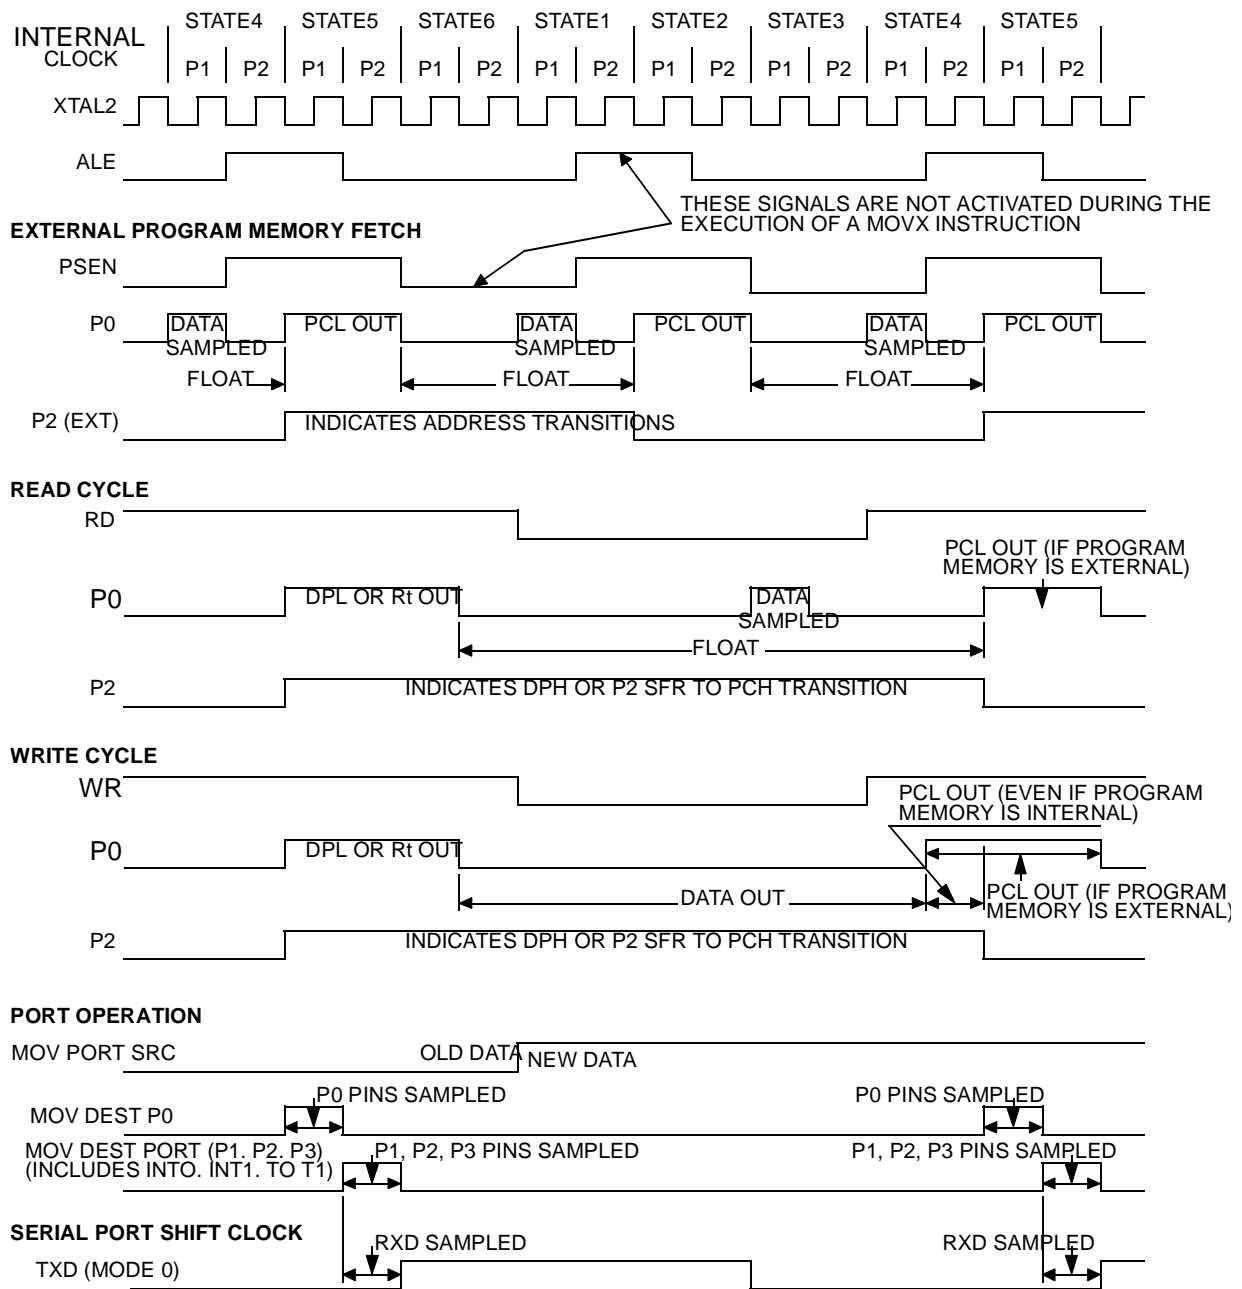 STATE4 STATE5 STATE6 STATE1 STATE2 STATE3 STATE4 STATE5
INTERNAL
CLOCK
P1 P2 P1 P2 P1 P2 P1 P2 P1 P2 P1 P2 P1 P2 P1 P2
XTAL2
ALE
THESE SIGNALS ARE NOT ACTIVATED DURING THE
EXECUTION OF A MOVX INSTRUCTION
EXTERNAL PROGRAM MEMORY FETCH
PSEN
P0 DATA PCL OUT DATA PCL OUT DATA PCL OUT
SAMPLED SAMPLED SAMPLED
FLOAT FLOAT FLOAT
P2 (EXT) INDICATES ADDRESS TRANSITIONS
READ CYCLE
RD
PCL OUT (IF PROGRAM
MEMORY IS EXTERNAL)
P0 DPL OR Rt OUT DATA
SAMPLED
FLOAT
P2 INDICATES DPH OR P2 SFR TO PCH TRANSITION
WRITE CYCLE
WR
PCL OUT (EVEN IF PROGRAM
MEMORY IS INTERNAL)
P0 DPL OR Rt OUT
DATA OUT
PCL OUT (IF PROGRAM
MEMORY IS EXTERNAL)
P2 INDICATES DPH OR P2 SFR TO PCH TRANSITION
PORT OPERATION
MOV PORT SRC OLD DATA NEW DATA
P0 PINS SAMPLED P0 PINS SAMPLED
MOV DEST P0
MOV DEST PORT (P1. P2. P3) P1, P2, P3 PINS SAMPLED P1, P2, P3 PINS SAMPLED
(INCLUDES INTO. INT1. TO T1)
SERIAL PORT SHIFT CLOCK
RXD SAMPLED RXD SAMPLED
TXD (MODE 0)